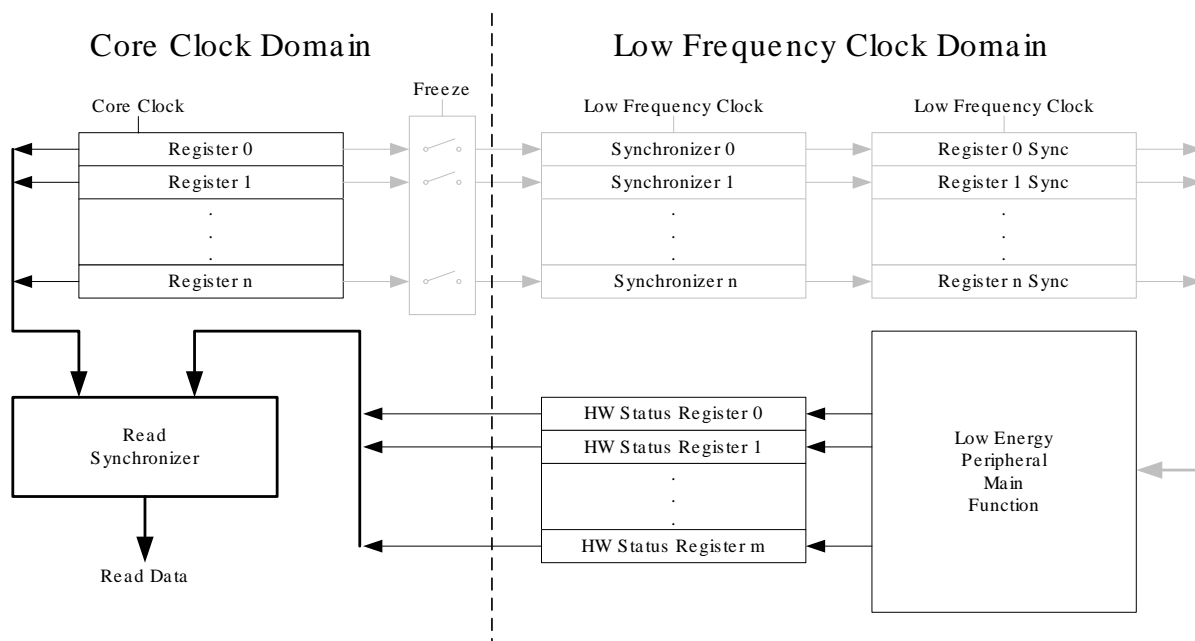 Core Clock Domain
Low Frequency Clock Domain
Freeze
Core Clock
Low Frequency Clock
Low Frequency Clock
Register 0
Synchronizer 0
Register 0 Sync
Register 1
Synchronizer 1
Register 1 Sync
.
.
.
.
.
.
.
.
.
Register n
Synchronizer n
Register n Sync
HW Status Register 0
HW Status Register 1
.
.
.
HW Status Register m
Read
Synchronizer
Low Energy
Peripheral
Main
Function
Read Data